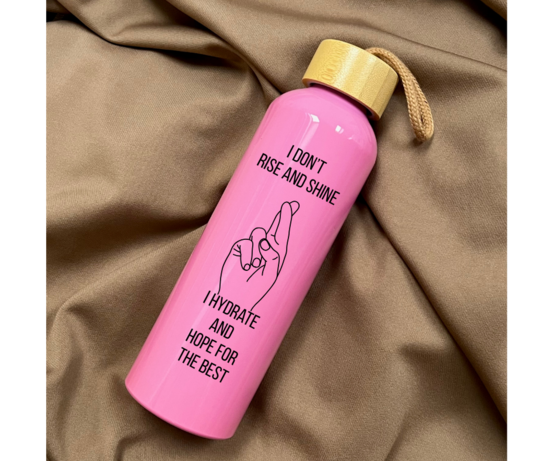 I DON'T
RISE AND SHINE
I HYDRATE
AND
HOPE FOR
THE BEST